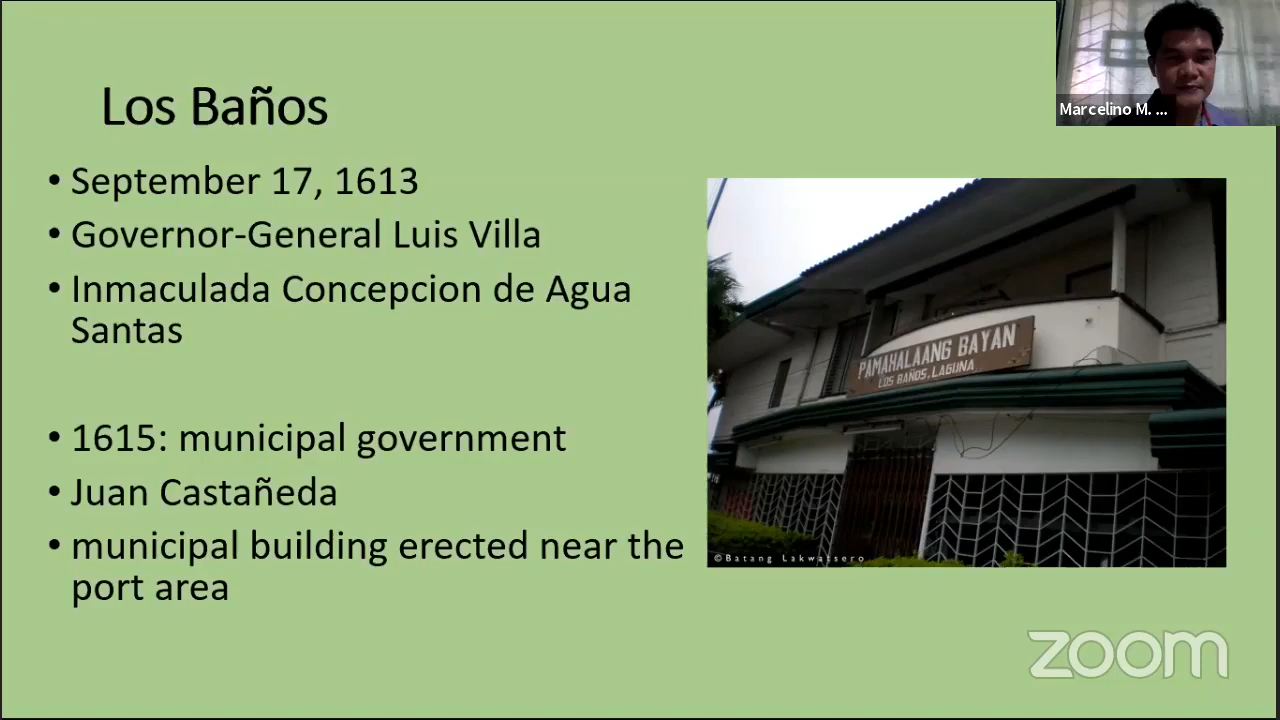 Los Baños
• September 17, 1613
• Governor-General Luis Villa
• Inmaculada Concepcion de Agua
Santas
• 1615: municipal government
• Juan Castañeda
• municipal building erected near the
port area
Marcelino M. ...
PAMAHALAANG BAYAN
LOS BAÑOS, LAGUNA
©Batang Lakwatsero
zoom